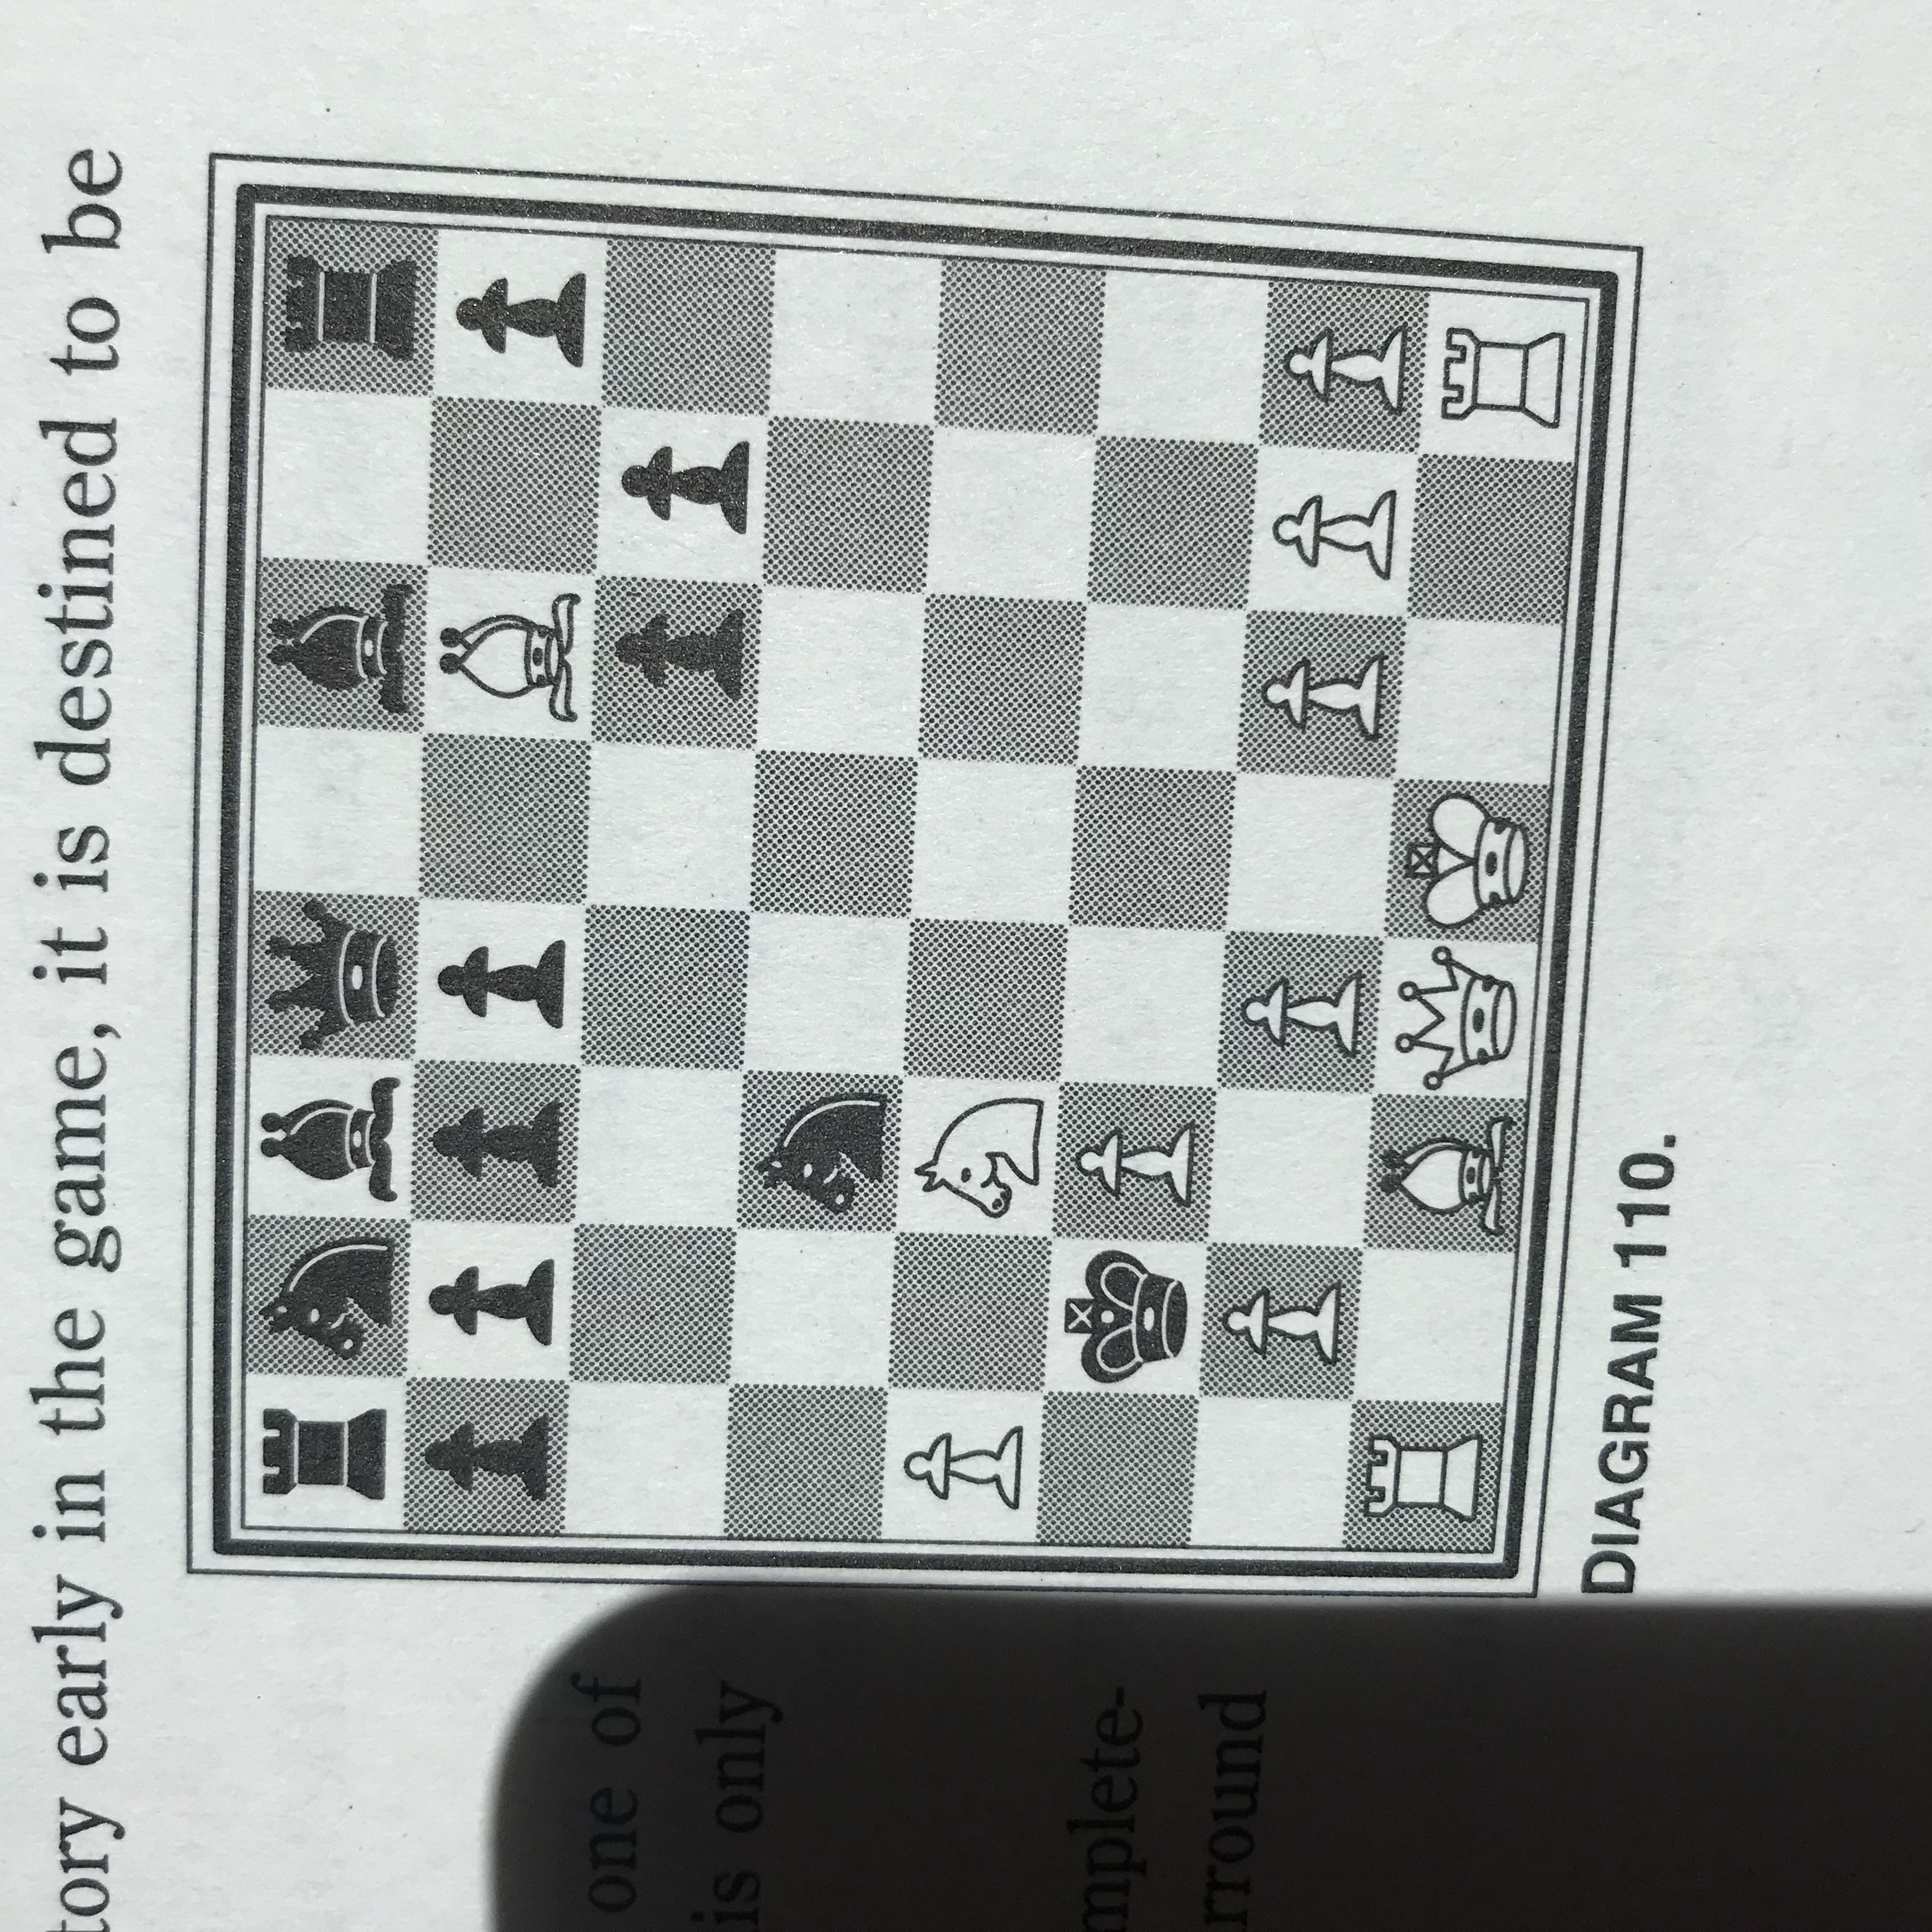 tory early in the game, it is destined to be
one of
is only
mplete-
rround
DIAGRAM 110.